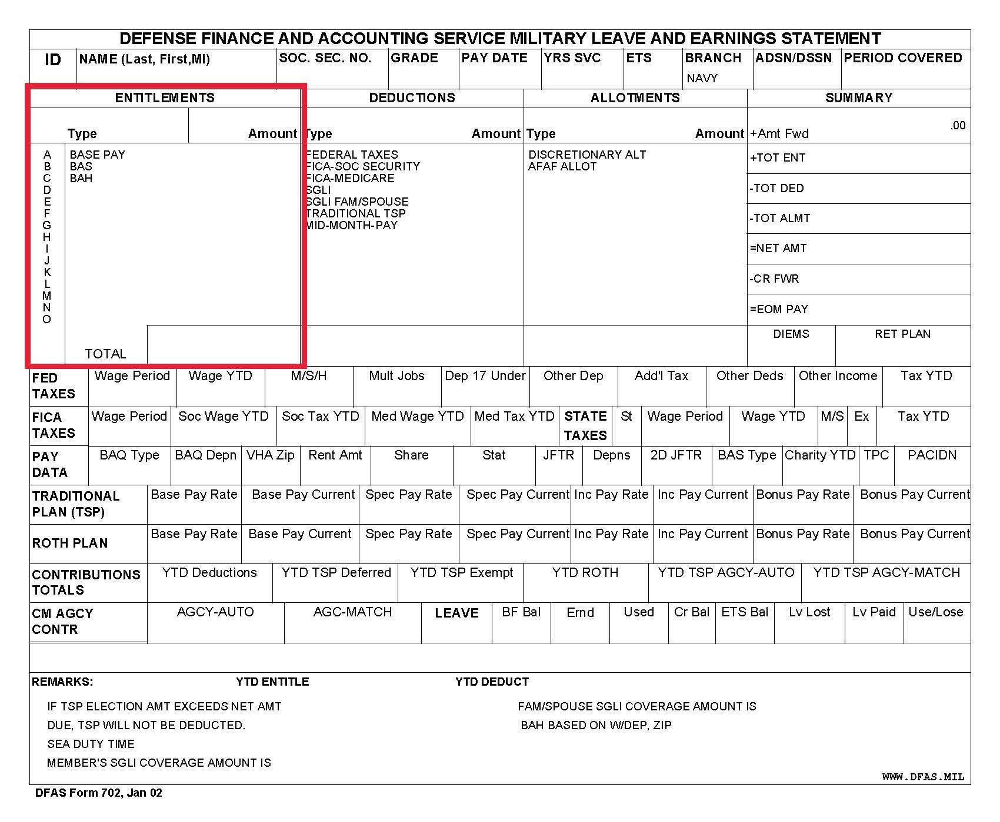 DEFENSE FINANCE AND ACCOUNTING SERVICE MILITARY LEAVE AND EARNINGS STATEMENT
ID NAME (Last, First,MI) SOC. SEC. NO. GRADE PAY DATE YRS SVC ETS BRANCH ADSN/DSSN PERIOD COVERED
NAVY
ENTITLEMENTS DEDUCTIONS ALLOTMENTS SUMMARY
.00
Type Amount Type Amount Type Amount +Amt Fwd
A BASE PAY FEDERAL TAXES DISCRETIONARY ALT +TOT ENT
B BAS FICA-SOC SECURITY AFAF ALLOT
C BAH FICA-MEDICARE
D SGLI -TOT DED
E SGLI FAM/SPOUSE
F TRADITIONAL TSP -TOT ALMT
G MID-MONTH-PAY
H
I =NET AMT
J
K
L -CR FWR
M
N =EOM PAY
O
DIEMS RET PLAN
TOTAL
FED TAXES Wage Period Wage YTD M/S/H Mult Jobs Dep 17 Under Other Dep Add'l Tax Other Deds Other Income Tax YTD
FICA TAXES Wage Period Soc Wage YTD Soc Tax YTD Med Wage YTD Med Tax YTD STATE TAXES St Wage Period Wage YTD M/S Ex Tax YTD
PAY DATA BAQ Type BAQ Depn VHA Zip Rent Amt Share Stat JFTR Depns 2D JFTR BAS Type Charity YTD TPC PACIDN
TRADITIONAL PLAN (TSP) Base Pay Rate Base Pay Current Spec Pay Rate Spec Pay Current Inc Pay Rate Inc Pay Current Bonus Pay Rate Bonus Pay Current
ROTH PLAN Base Pay Rate Base Pay Current Spec Pay Rate Spec Pay Current Inc Pay Rate Inc Pay Current Bonus Pay Rate Bonus Pay Current
CONTRIBUTIONS TOTALS YTD Deductions YTD TSP Deferred YTD TSP Exempt YTD ROTH YTD TSP AGCY-AUTO YTD TSP AGCY-MATCH
CM AGCY CONTR AGCY-AUTO AGC-MATCH LEAVE BF Bal Ernd Used Cr Bal ETS Bal Lv Lost Lv Paid Use/Lose
REMARKS: YTD ENTITLE YTD DEDUCT
IF TSP ELECTION AMT EXCEEDS NET AMT FAM/SPOUSE SGLI COVERAGE AMOUNT IS
DUE, TSP WILL NOT BE DEDUCTED. BAH BASED ON W/DEP, ZIP
SEA DUTY TIME
MEMBER'S SGLI COVERAGE AMOUNT IS
WWW.DFAS.MIL
DFAS Form 702, Jan 02